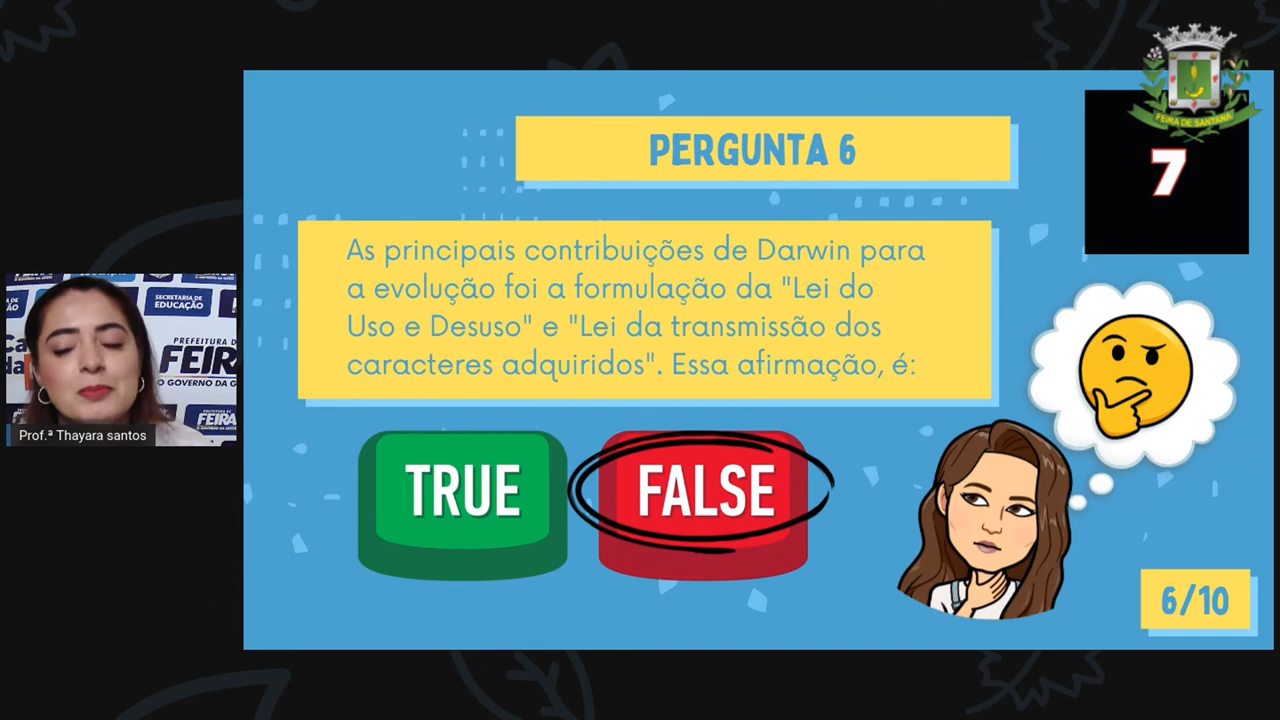 FEIRA DE SANTANA
PERGUNTA 6
7
As principais contribuições de Darwin para
a evolução foi a formulação da "Lei do
Uso e Desuso" e "Lei da transmissão dos
caracteres adquiridos". Essa afirmação, é:
TRUE
FALSE
6/10
SECRETARIA DE
EDUCAÇÃO
PREFEITURA D
FEIR
O GOVERNO DA G
FEIRA
Prof.ª Thayara santos